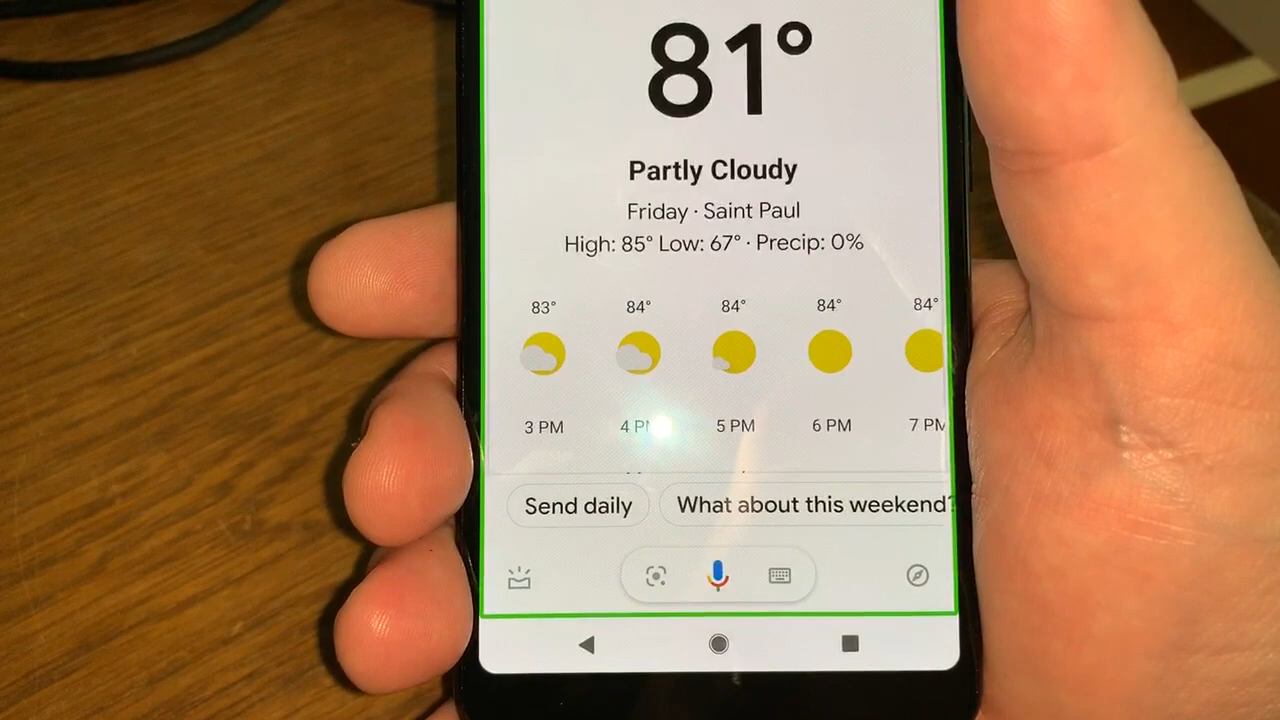 81°
Partly Cloudy
Friday · Saint Paul
High: 85° Low: 67° · Precip: 0%
83° 84° 84° 84° 84°
3 PM 4 PM 5 PM 6 PM 7 PM
Send daily What about this weekend?